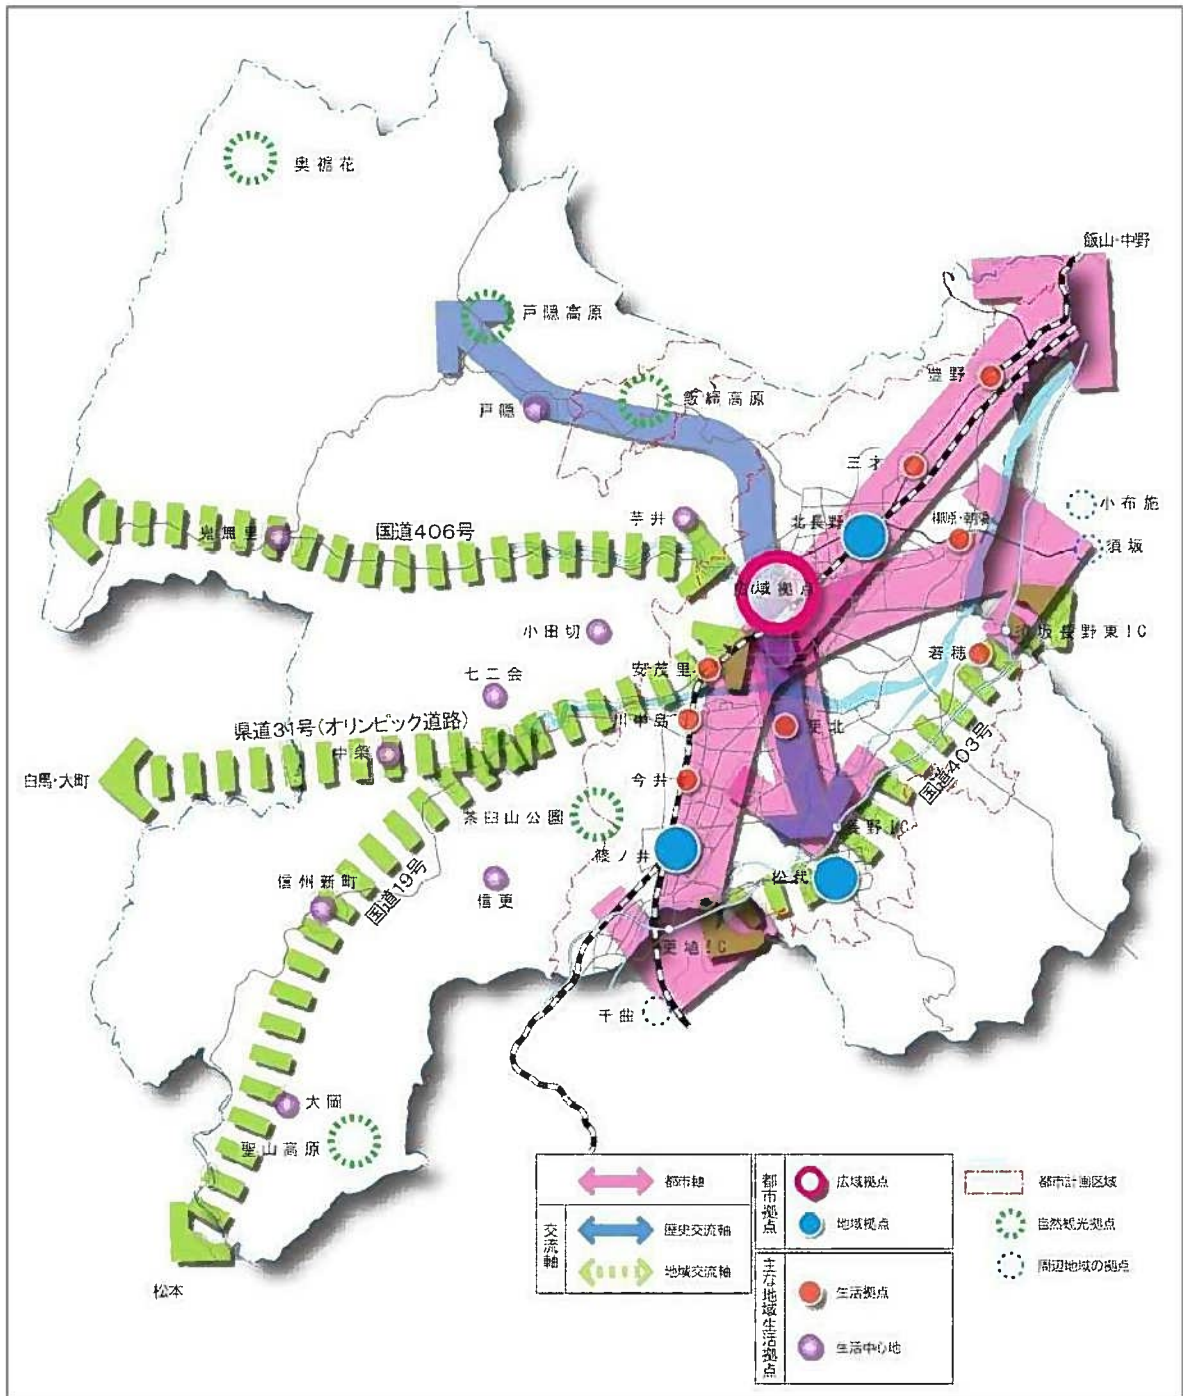 奥裾花
飯山・中野
戸隠高原
豊野
飯綱高原
戸隠
三才
小布施
芋井
北長野
柳原・朝陽
国道406号
鬼無里
須坂
広域拠点
小田切
須坂長野東IC
若穂
安茂里
七二会
川中島
更北
県道31号(オリンピック道路)
中条
白馬・大町
今井
国道403号
茶臼山公園
長野IC
篠ノ井
松代
信州新町
国道19号
信更
更埴IC
千曲
大岡
聖山高原
松本
都市軸
交流軸
歴史交流軸
地域交流軸
都市拠点
広域拠点
地域拠点
主な地域生活拠点
生活拠点
生活中心地
都市計画区域
自然観光拠点
周辺地域の拠点